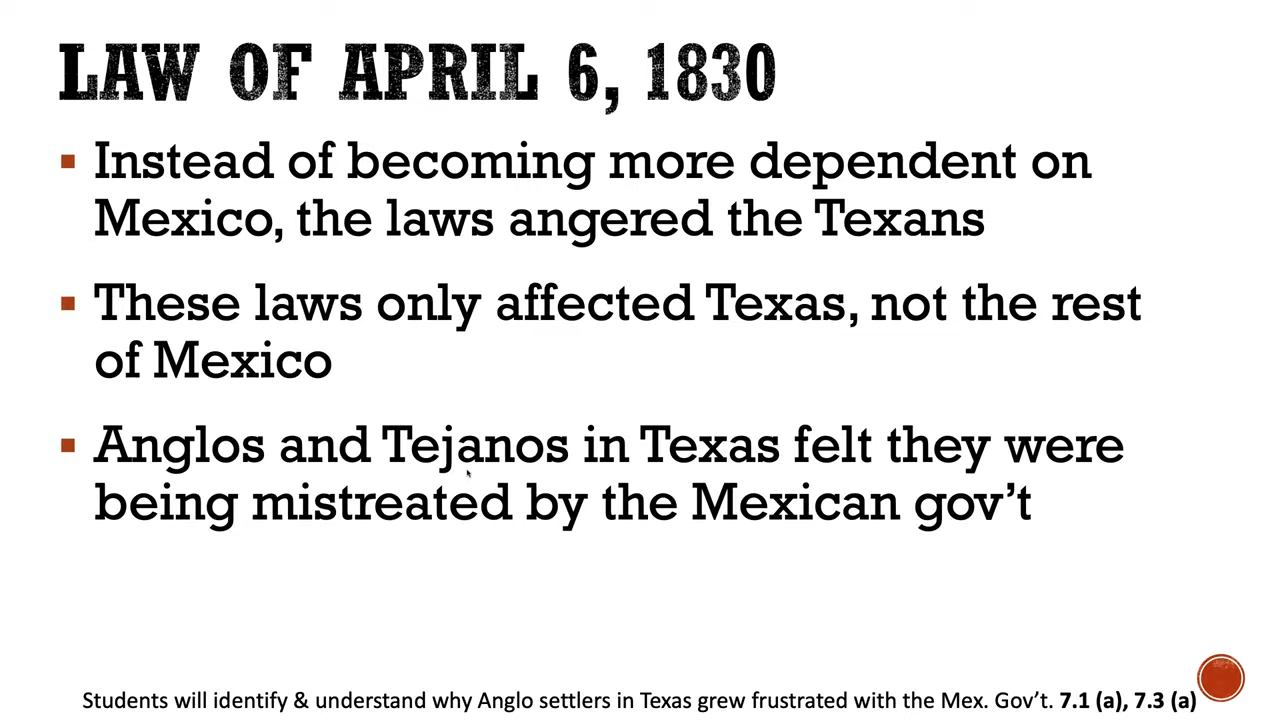 LAW OF APRIL 6, 1830
▪ Instead of becoming more dependent on
Mexico, the laws angered the Texans
▪ These laws only affected Texas, not the rest
of Mexico
▪ Anglos and Tejanos in Texas felt they were
being mistreated by the Mexican gov’t
Students will identify & understand why Anglo settlers in Texas grew frustrated with the Mex. Gov’t. 7.1 (a), 7.3 (a)